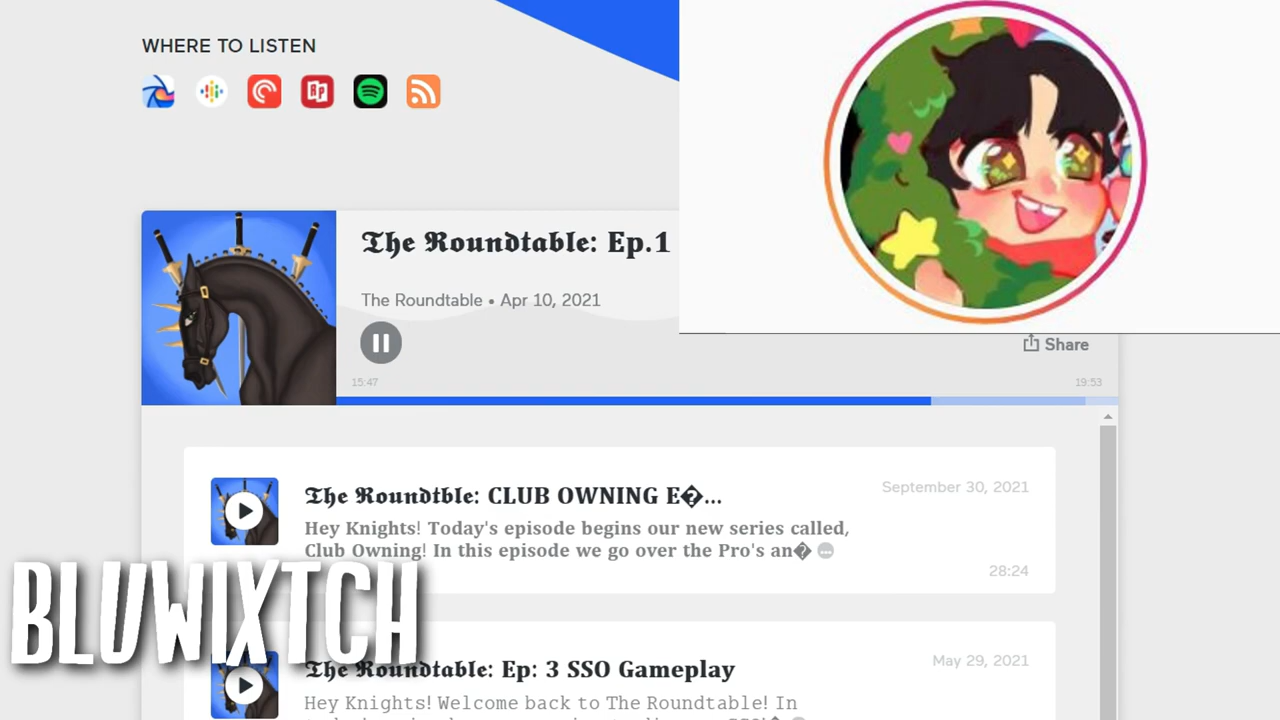 WHERE TO LISTEN
RP
The Roundtable: Ep.1
The Roundtable • Apr 10, 2021
Share
15:47
19:53
The Roundtble: CLUB OWNING E�...
September 30, 2021
Hey Knights! Today's episode begins our new series called,
Club Owning! In this episode we go over the Pro's an�
28:24
BLUWIXTCH
The Roundtable: Ep: 3 SSO Gameplay
May 29, 2021
Hey Knights! Welcome back to The Roundtable! In